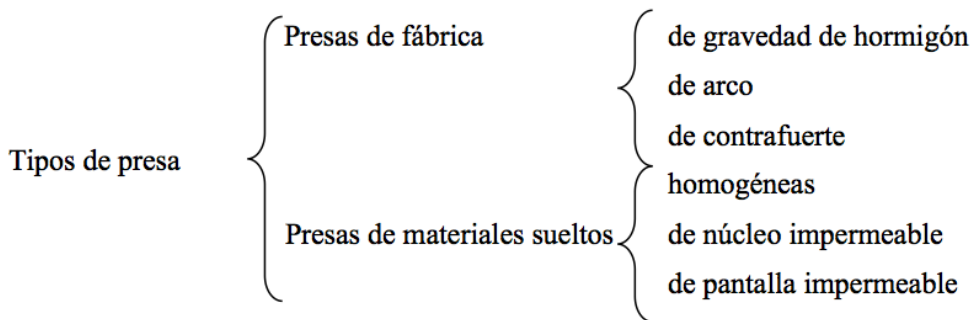 Tipos de presa
Presas de fábrica
de gravedad de hormigón
de arco
de contrafuerte
Presas de materiales sueltos
homogéneas
de núcleo impermeable
de pantalla impermeable